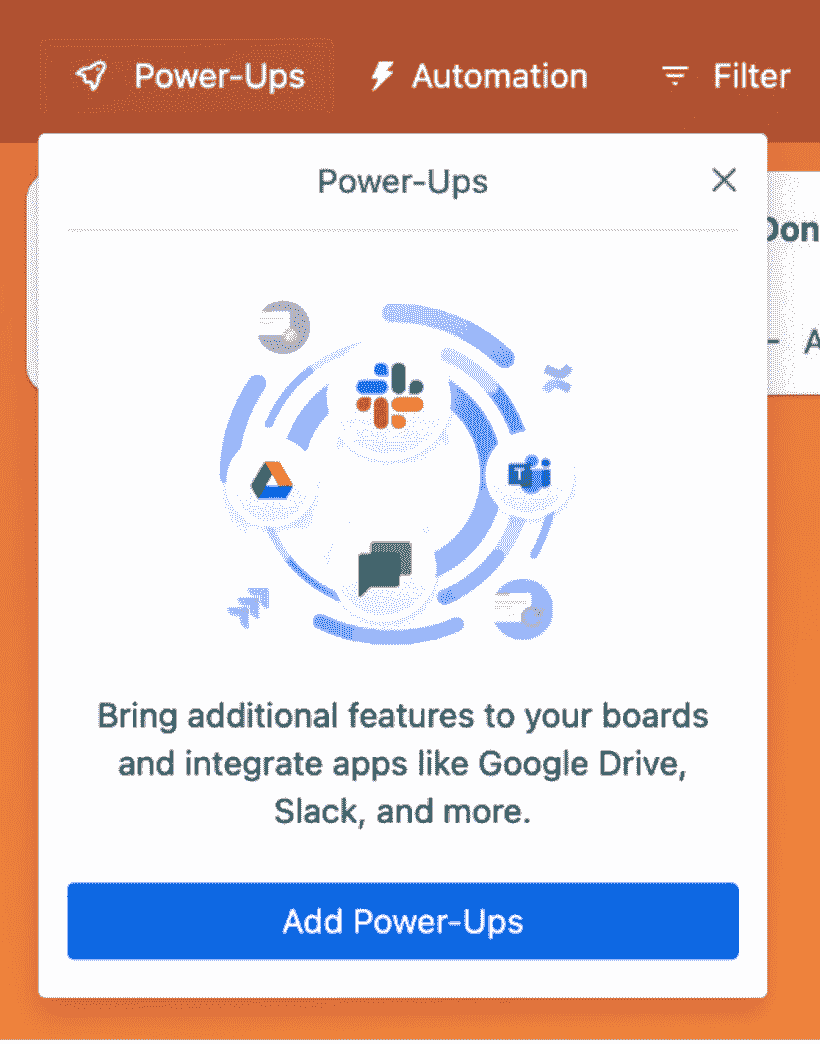 Power-Ups Automation Filter
Power-Ups
Don
Bring additional features to your boards
and integrate apps like Google Drive,
Slack, and more.
Add Power-Ups